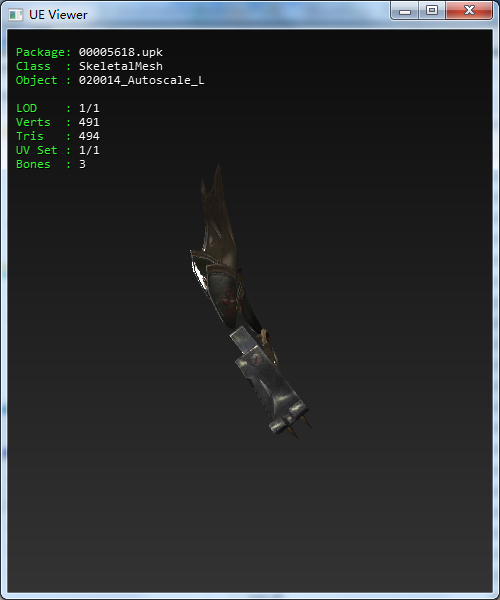 UE Viewer
Package: 00005618.upk
Class  : SkeletalMesh
Object : 020014_Autoscale_L
LOD    : 1/1
Verts  : 491
Tris   : 494
UV Set : 1/1
Bones  : 3